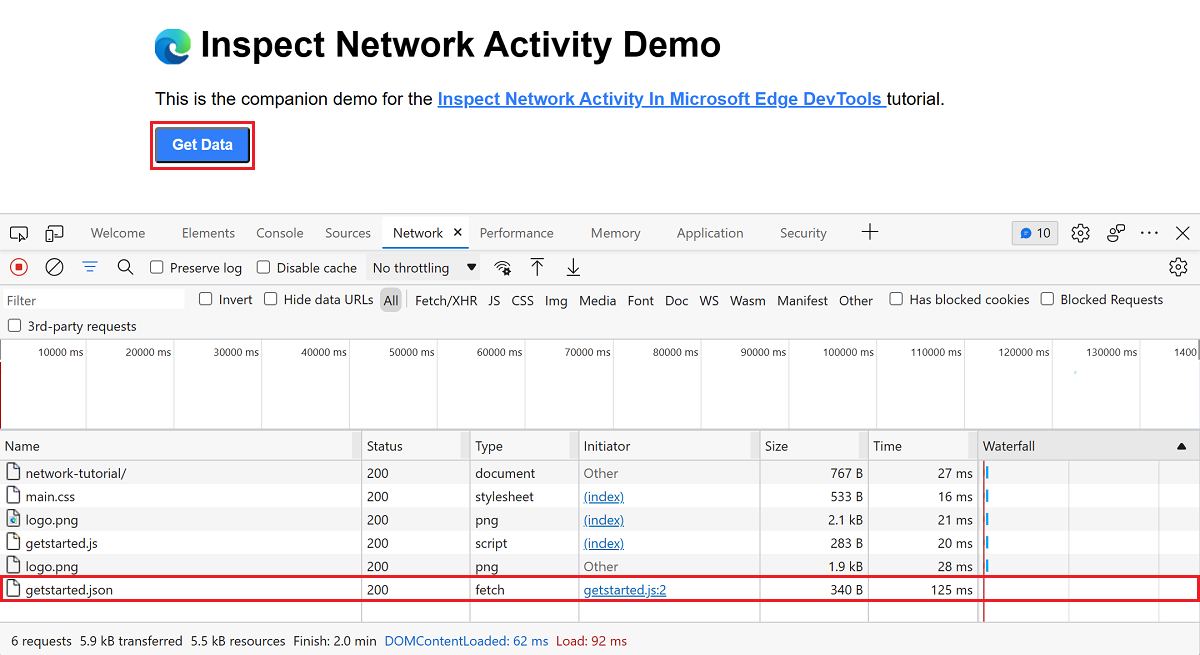 Inspect Network Activity Demo
This is the companion demo for the Inspect Network Activity In Microsoft Edge DevTools tutorial.
Get Data
Welcome Elements Console Sources Network Performance Memory Application Security 10
Preserve log Disable cache No throttling
Filter Invert Hide data URLs All Fetch/XHR JS CSS Img Media Font Doc WS Wasm Manifest Other Has blocked cookies Blocked Requests
3rd-party requests
10000 ms 20000 ms 30000 ms 40000 ms 50000 ms 60000 ms 70000 ms 80000 ms 90000 ms 100000 ms 110000 ms 120000 ms 130000 ms 1400
Name Status Type Initiator Size Time Waterfall
network-tutorial/ 200 document Other 767 B 27 ms
main.css 200 stylesheet (index) 533 B 16 ms
logo.png 200 png (index) 2.1 kB 21 ms
getstarted.js 200 script (index) 283 B 20 ms
logo.png 200 png Other 1.9 kB 28 ms
getstarted.json 200 fetch getstarted.js:2 340 B 125 ms
6 requests 5.9 kB transferred 5.5 kB resources Finish: 2.0 min DOMContentLoaded: 62 ms Load: 92 ms